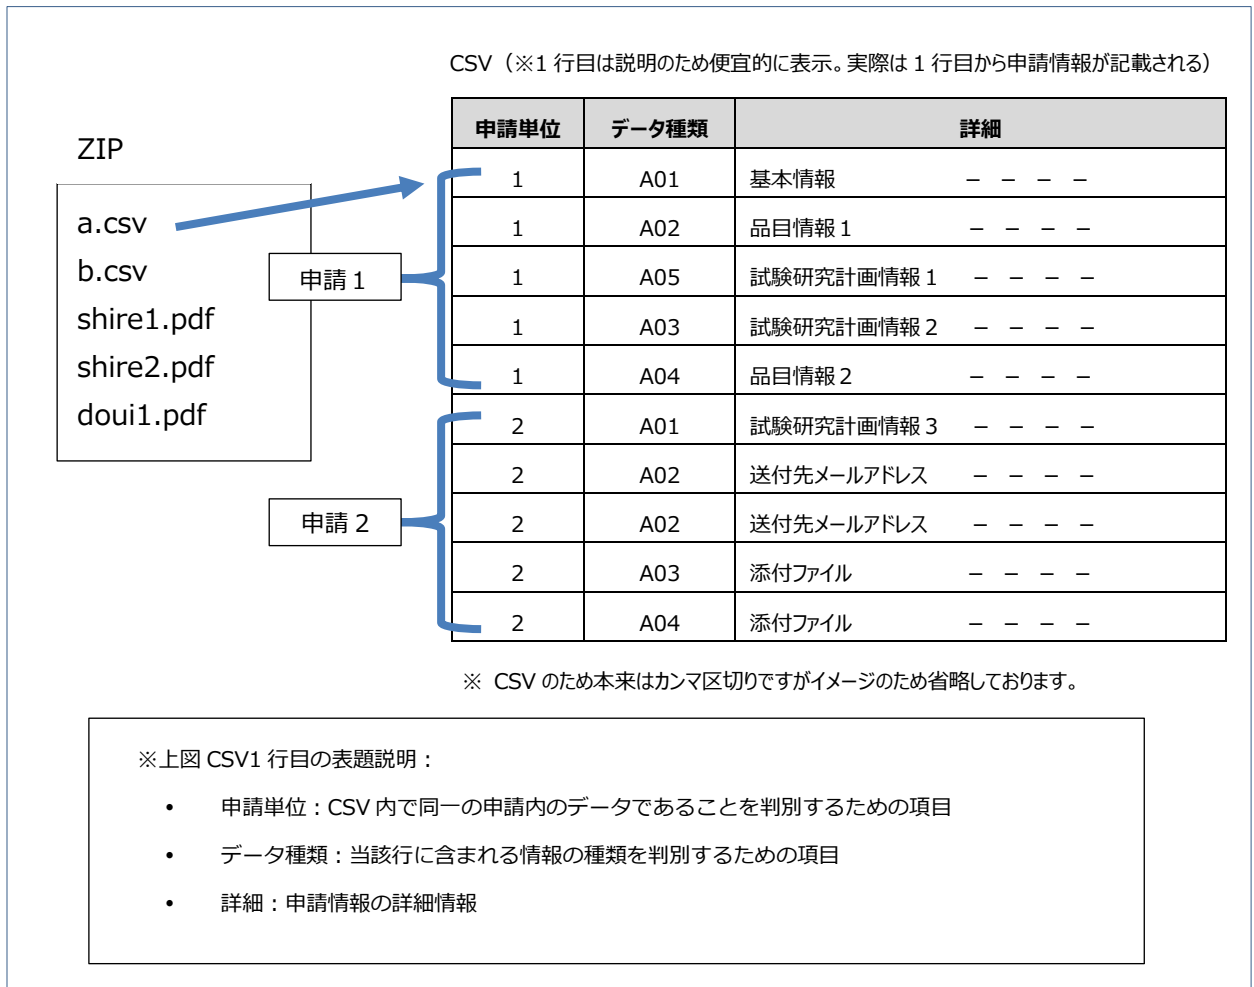 CSV（※1 行目は説明のため便宜的に表示。実際は 1 行目から申請情報が記載される）
ZIP
a.csv
b.csv
shire1.pdf
shire2.pdf
doui1.pdf
申請 1
申請 2
申請単位 データ種類 詳細
1 A01 基本情報 － － － －
1 A02 品目情報 1 － － － －
1 A05 試験研究計画情報 1 － － － －
1 A03 試験研究計画情報 2 － － － －
1 A04 品目情報 2 － － － －
2 A01 試験研究計画情報 3 － － － －
2 A02 送付先メールアドレス － － － －
2 A02 送付先メールアドレス － － － －
2 A03 添付ファイル － － － －
2 A04 添付ファイル － － － －
※ CSV のため本来はカンマ区切りですがイメージのため省略しております。
※上図 CSV1 行目の表題説明：
• 申請単位：CSV 内で同一の申請内のデータであることを判別するための項目
• データ種類：当該行に含まれる情報の種類を判別するための項目
• 詳細：申請情報の詳細情報